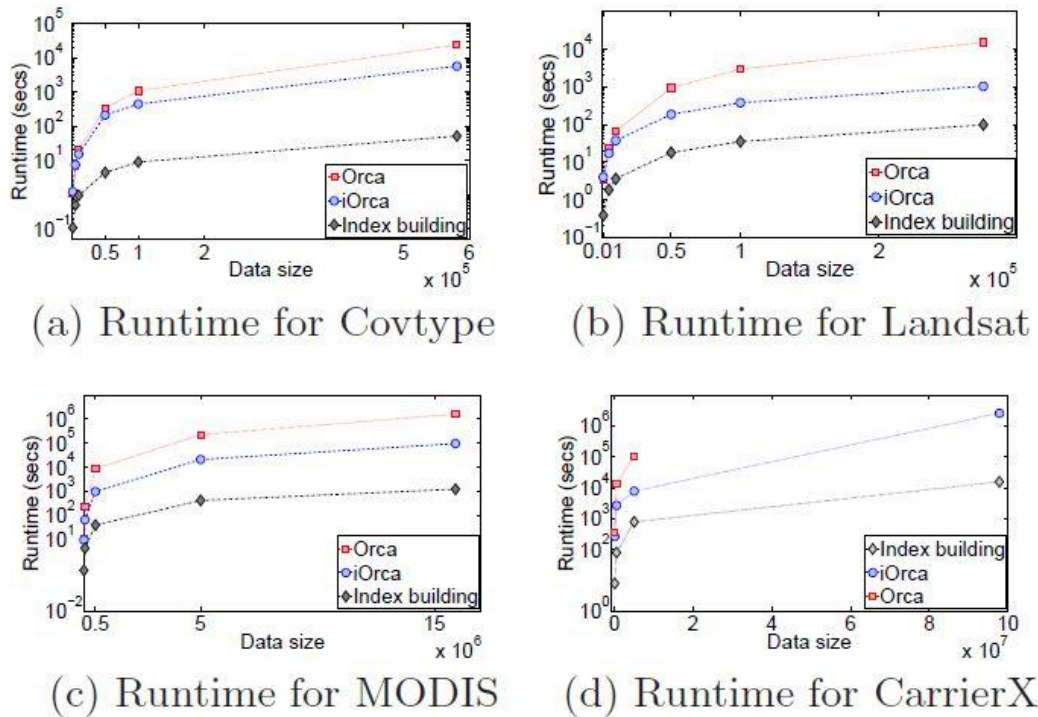 10^5
10^4
10^3
10^2
10^1
10^-1
Runtime (secs)
Orca
iOrca
Index building
0.5 1 2 5 6
Data size
x 10^5
(a) Runtime for Covtype
10^4
10^3
10^2
10^1
10^0
10^-1
Runtime (secs)
Orca
iOrca
Index building
0.01 0.5 1 2
Data size
x 10^5
(b) Runtime for Landsat
10^6
10^5
10^4
10^3
10^2
10^1
10^-2
Runtime (secs)
Orca
iOrca
Index building
0.5 5 15
Data size
x 10^6
(c) Runtime for MODIS
10^6
10^5
10^4
10^3
10^2
10^0
Runtime (secs)
Index building
iOrca
Orca
0 2 4 6 8 10
Data size
x 10^7
(d) Runtime for CarrierX